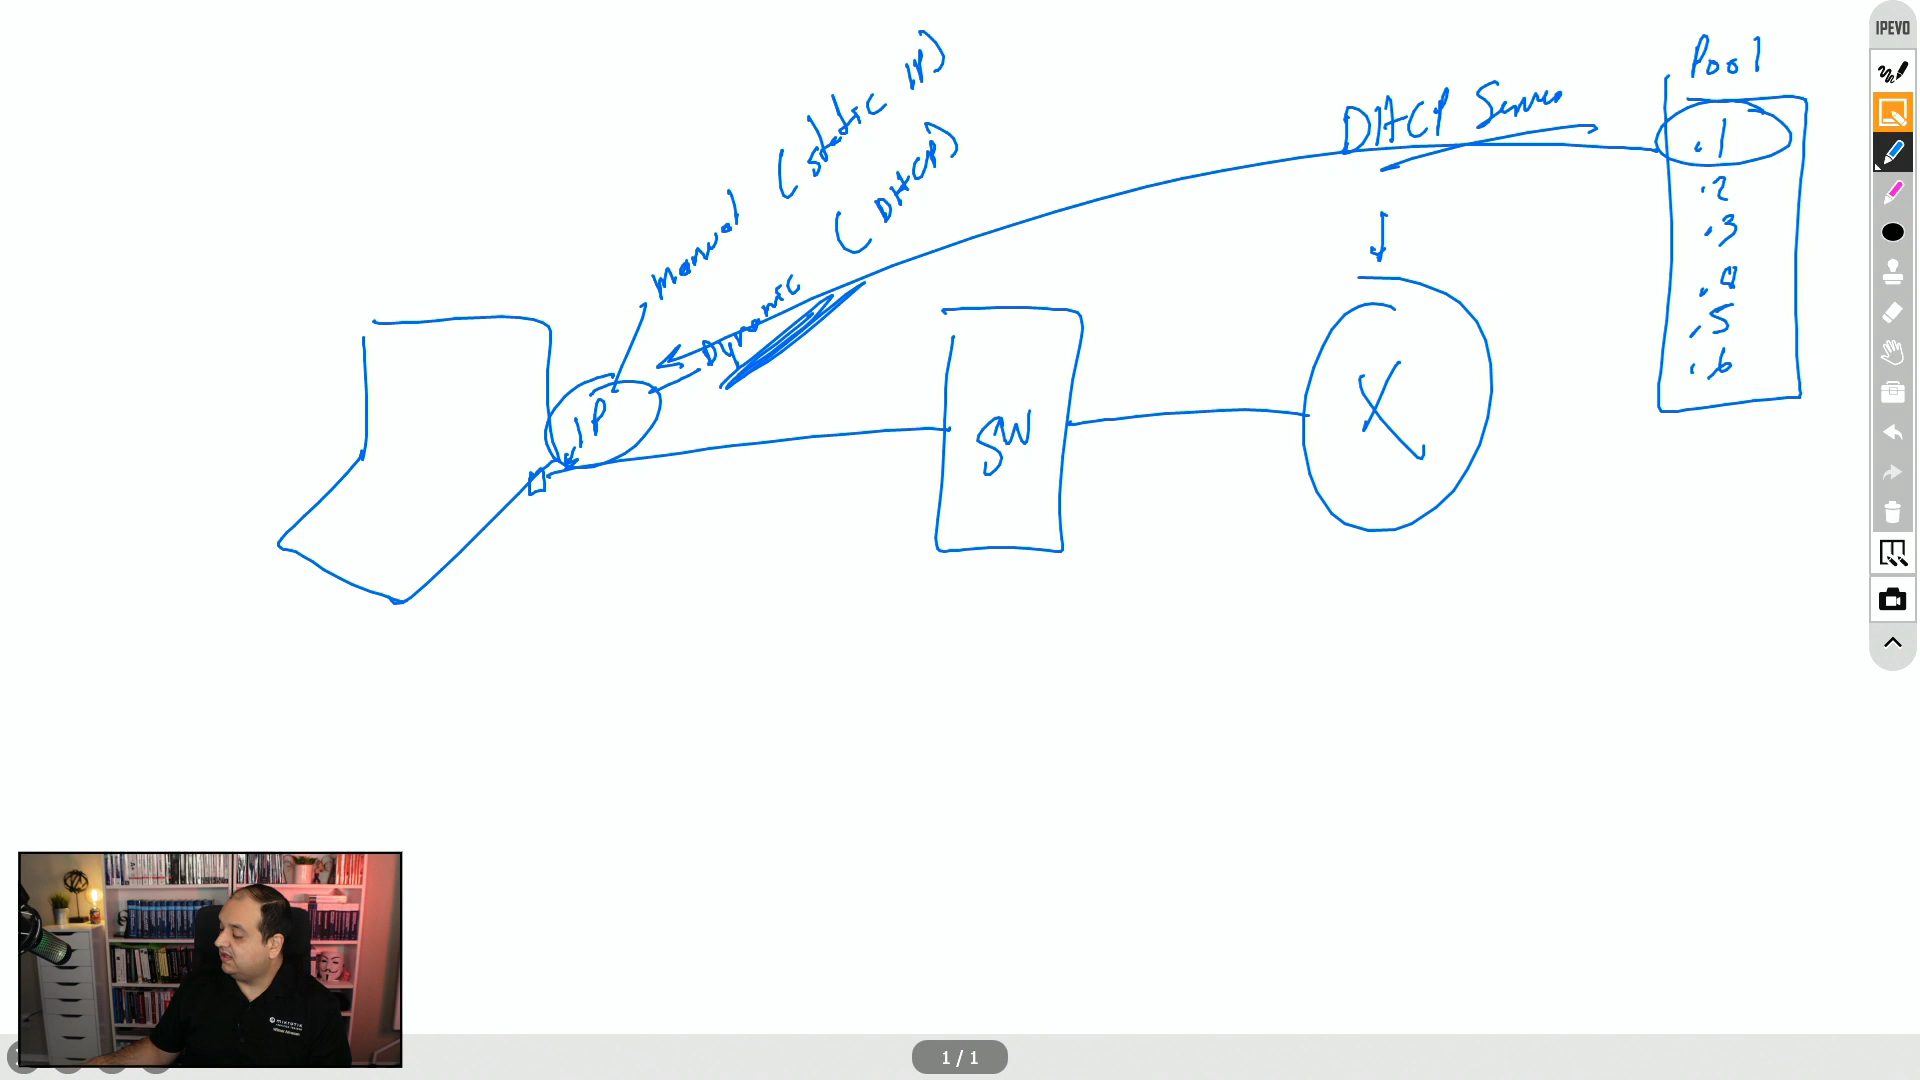 IPEVO
Pool
DHCP Server
Manual (static IP)
Dynamic (DHCP)
.1
.2
.3
.4
.5
.6
IP
SW
X
MikroTik
1 / 1